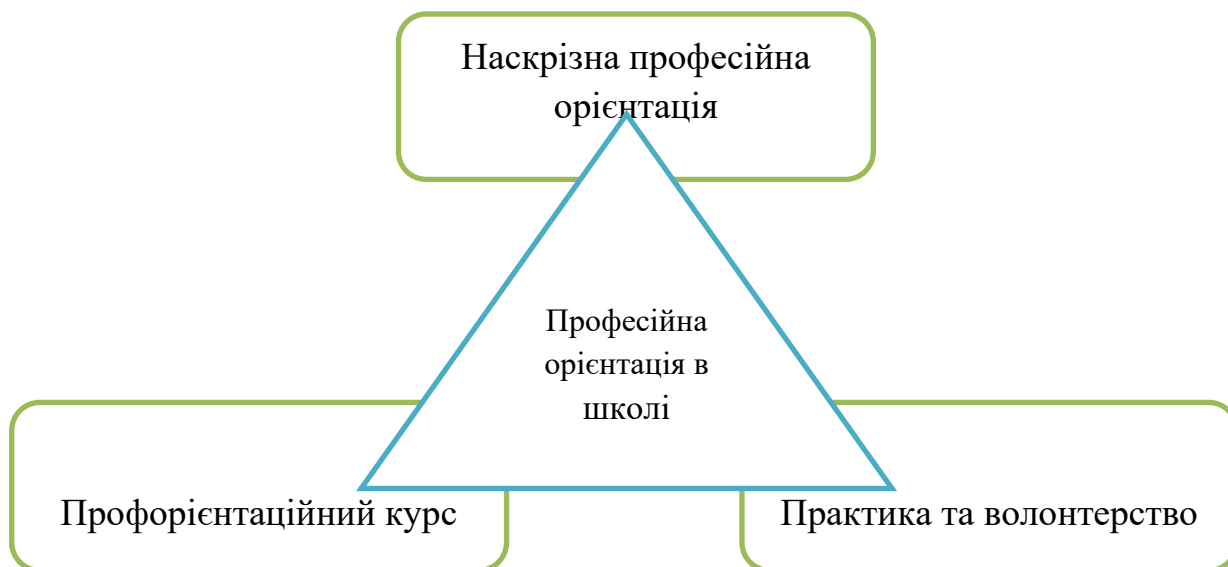 Наскрізна професійна
орієнтація
Професійна
орієнтація в
школі
Профорієнтаційний курс
Практика та волонтерство